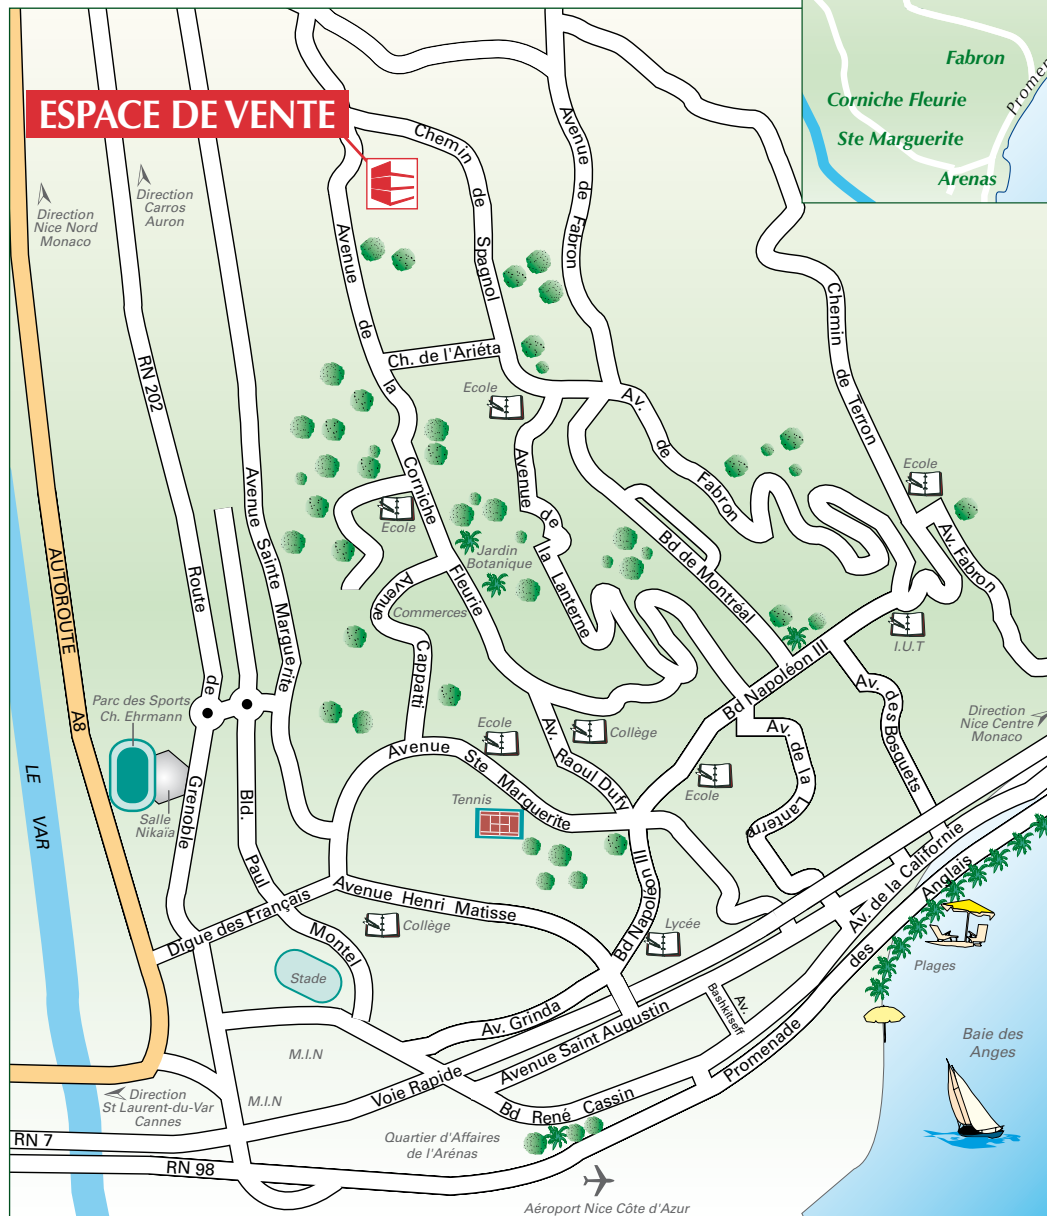 Fabron
Corniche Fleurie
Ste Marguerite
Arenas
Promen
ESPACE DE VENTE
Chemin de Spagnol
Avenue de Fabron
Direction
Nice Nord
Monaco
Direction
Carros
Auron
Avenue de la Corniche Fleurie
Chemin de Terron
RN 202
Ch. de l'Ariéta
Ecole
Av. de Fabron
Ecole
Avenue Sainte Marguerite
Avenue de la Lanterne
Ecole
Av. Fabron
Bd de Montréal
Jardin
Botanique
AUTOROUTE A8
Route de Grenoble
Avenue Cappatti
Commerces
I.U.T
Bd Napoléon III
Av. des Bosquets
Parc des Sports
Ch. Ehrmann
Direction
Nice Centre
Monaco
Ecole
Collège
Av. Raoul Dufy
Avenue Ste Marguerite
Av. de la Lanterne
Ecole
LE VAR
Salle
Nikaïa
Tennis
Bld. Paul Montel
Av. de la Californie
Bd Napoléon III
Avenue Henri Matisse
Digue des Français
Collège
Lycée
Promenade des Anglais
Plages
Stade
Av. Bashkitseff
Av. Grinda
Avenue Saint Augustin
Baie des
Anges
M.I.N
M.I.N
Voie Rapide
Direction
St Laurent-du-Var
Cannes
Bd René Cassin
RN 7
Quartier d'Affaires
de l'Arénas
RN 98
Aéroport Nice Côte d'Azur